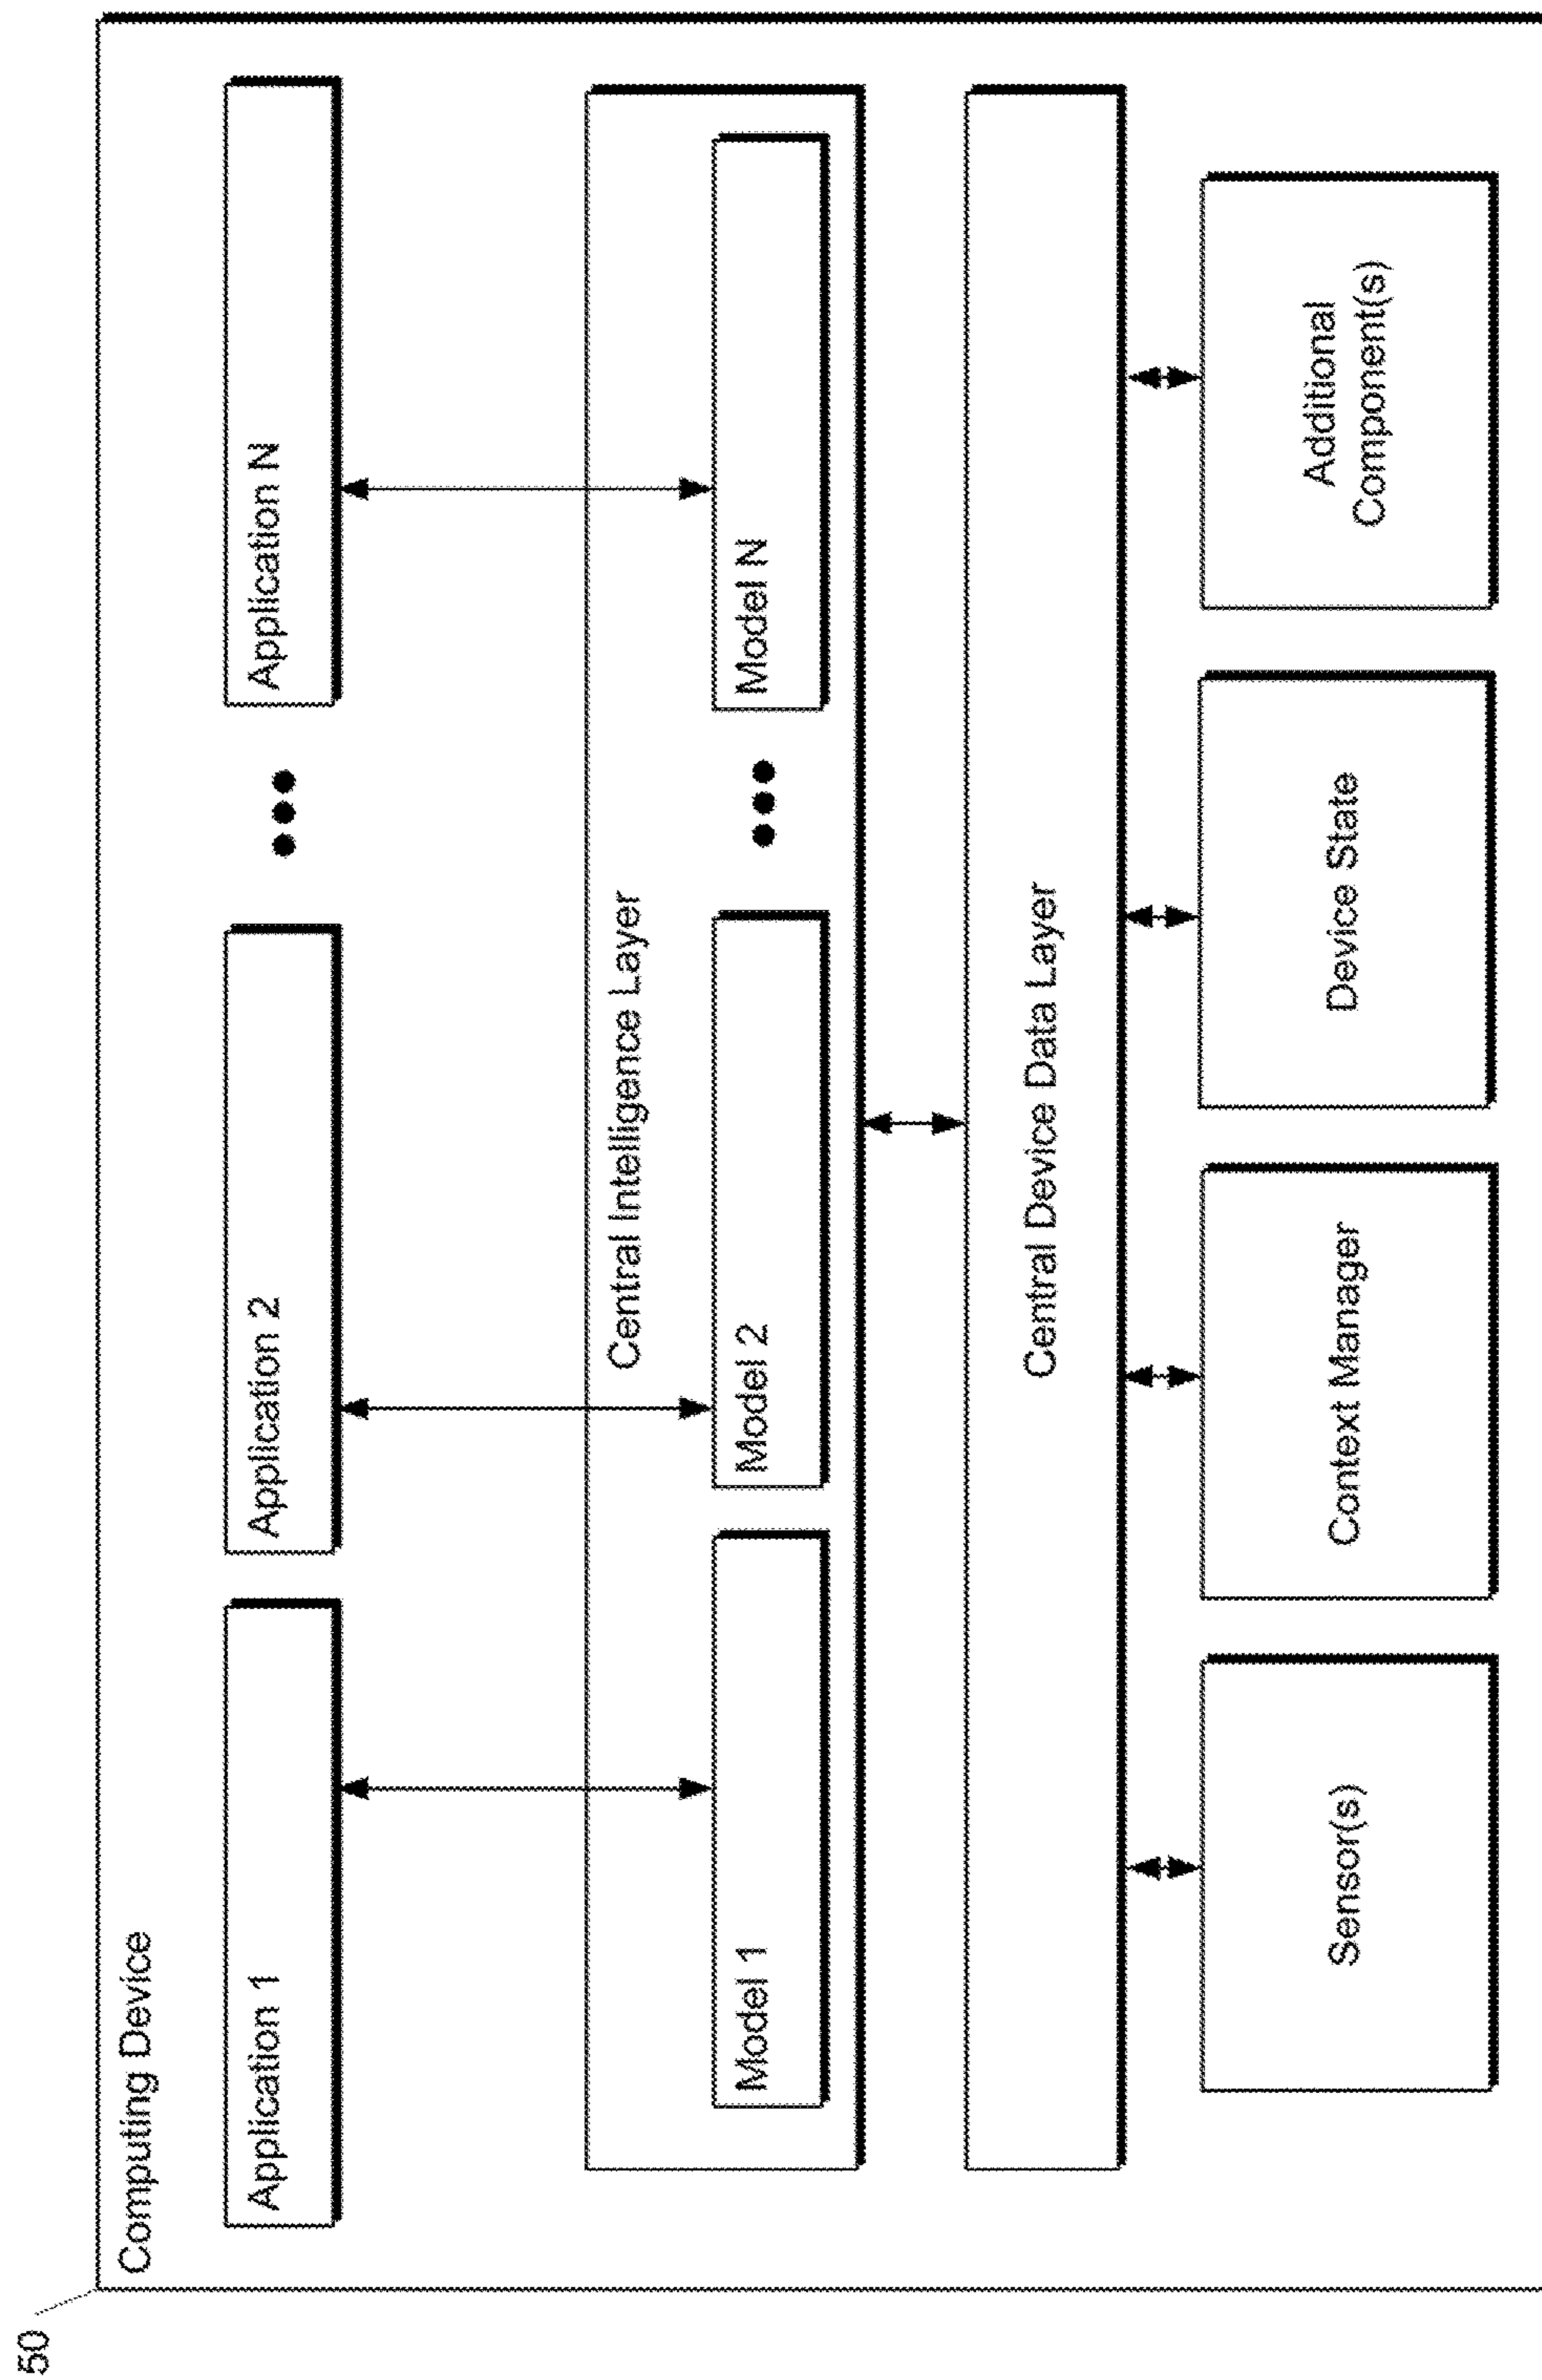 50
Computing Device
Application 1
Application 2
Application N
Central Intelligence Layer
Model 1
Model 2
Model N
Central Device Data Layer
Sensor(s)
Context Manager
Device State
Additional
Component(s)